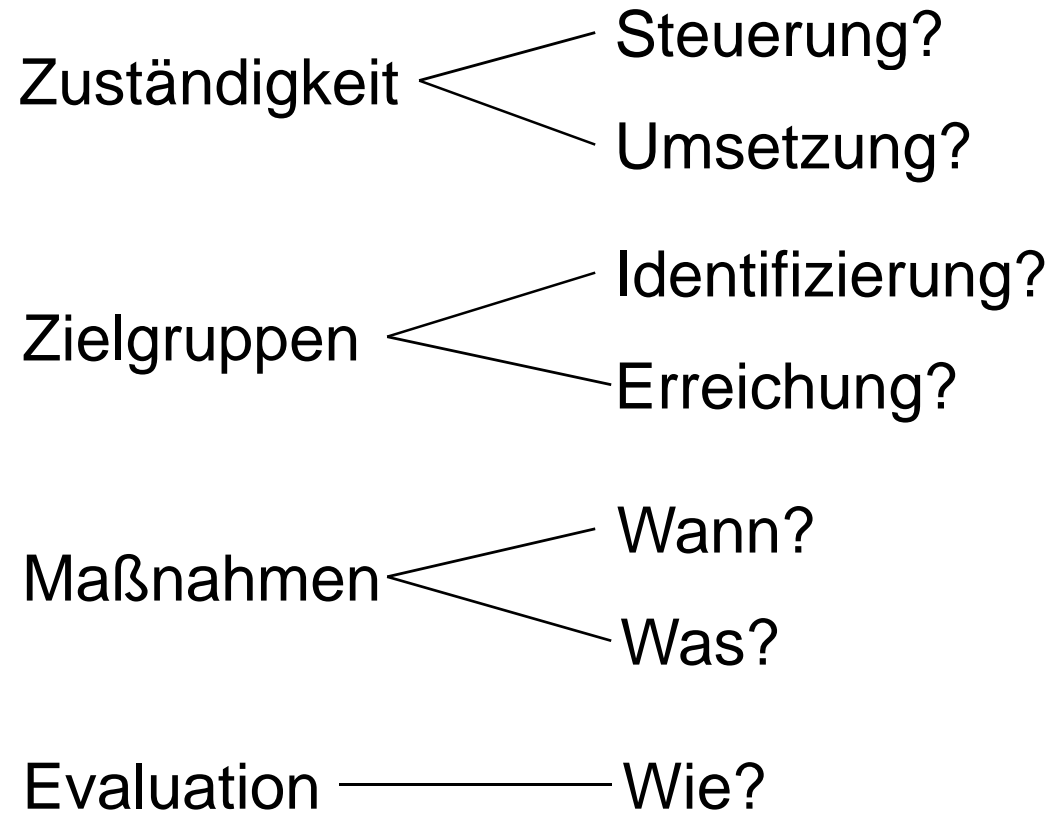 Zuständigkeit
Steuerung?
Umsetzung?
Zielgruppen
Identifizierung?
Erreichung?
Maßnahmen
Wann?
Was?
Evaluation
Wie?